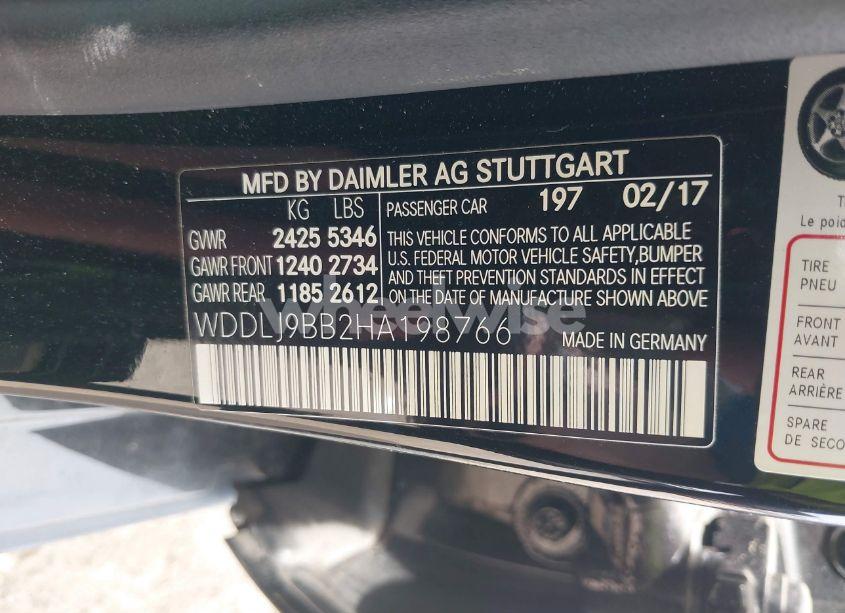 MFD BY DAIMLER AG STUTTGART
KG LBS
GVWR 2425 5346
GAWR FRONT 1240 2734
GAWR REAR 1185 2612
PASSENGER CAR 197 02/17
THIS VEHICLE CONFORMS TO ALL APPLICABLE
U.S. FEDERAL MOTOR VEHICLE SAFETY,BUMPER
AND THEFT PREVENTION STANDARDS IN EFFECT
ON THE DATE OF MANUFACTURE SHOWN ABOVE
WDDLJ9BB2HA198766 MADE IN GERMANY
wheelwise
Le
TIRE
PNEU
FRONT
AVANT
REAR
ARRIÈRE
SPARE
DE